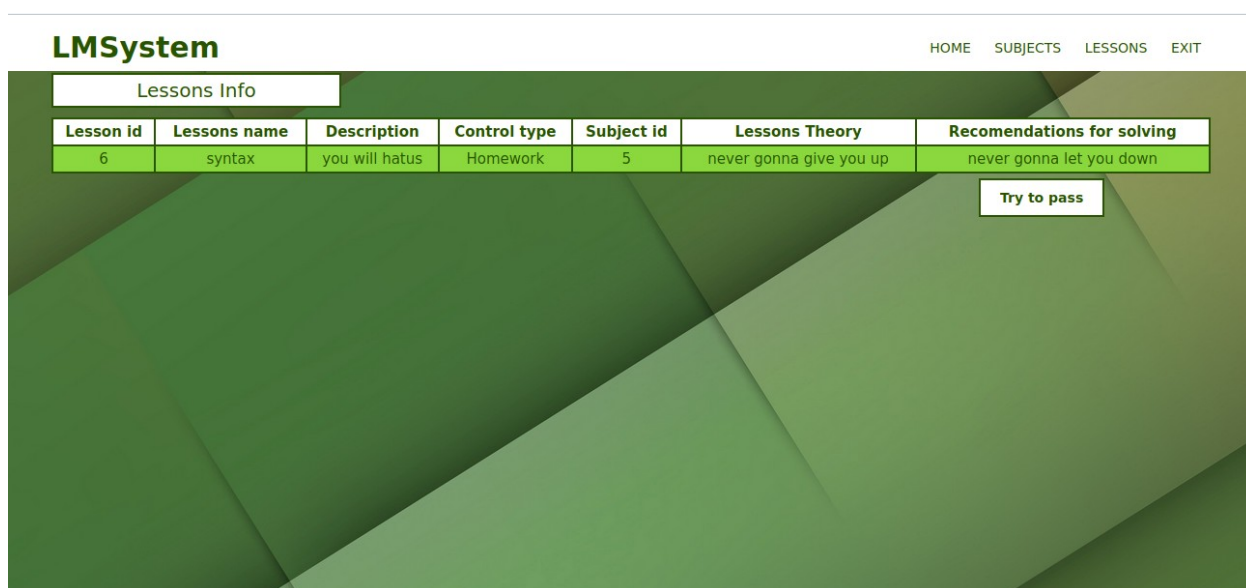 LMSystem HOME SUBJECTS LESSONS EXIT
Lessons Info
Lesson id Lessons name Description Control type Subject id Lessons Theory Recomendations for solving
6 syntax you will hatus Homework 5 never gonna give you up never gonna let you down
Try to pass